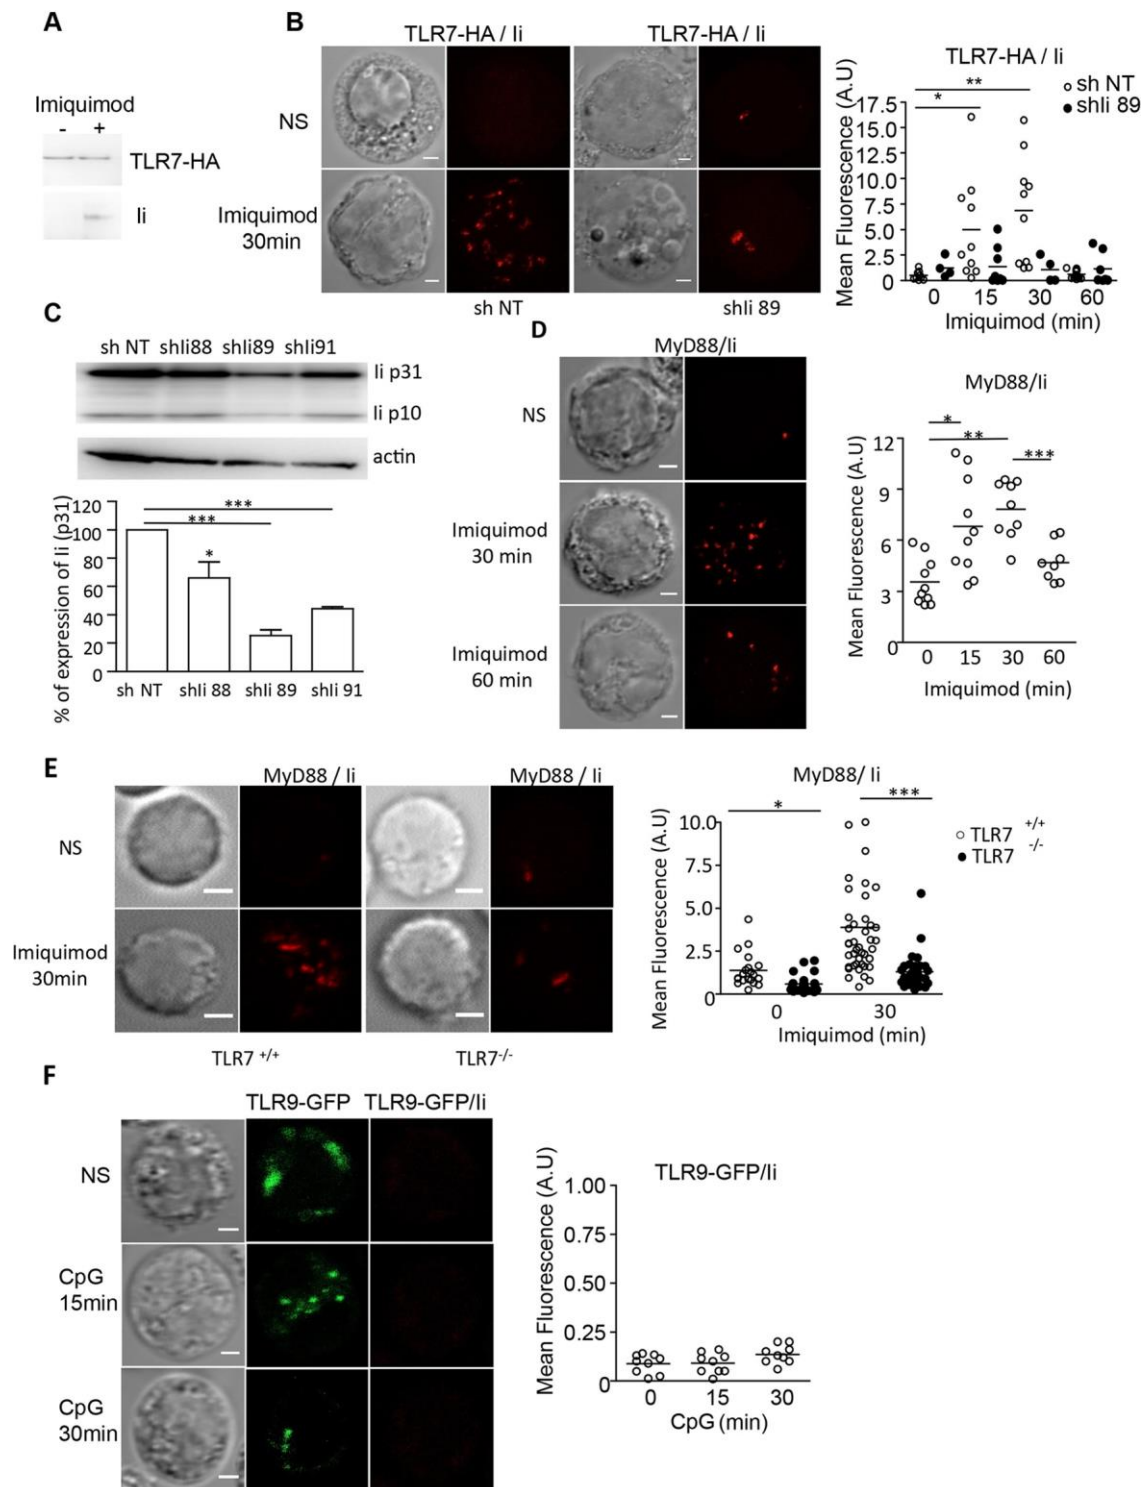 A
Imiquimod
- +
TLR7-HA
Ii
B
TLR7-HA / Ii TLR7-HA / Ii
NS
Imiquimod
30min
sh NT shIi 89
TLR7-HA / Ii
sh NT
shIi 89
Mean Fluorescence (A.U)
** 
*
17.5
15.0
10.0
7.5
5.0
2.5
0
0 15 30 60
Imiquimod (min)
C
sh NT shIi88 shIi89 shIi91
Ii p31
Ii p10
actin
% of expression of Ii (p31)
***
***
*
120
100
80
60
40
20
0
sh NT shIi 88 shIi 89 shIi 91
D
MyD88/Ii
NS
Imiquimod
30 min
Imiquimod
60 min
MyD88/Ii
Mean Fluorescence (A.U)
*
**
***
12
9
6
3
0
0 15 30 60
Imiquimod (min)
E
MyD88 / Ii MyD88 / Ii
NS
Imiquimod
30min
TLR7 +/+ TLR7-/-
MyD88/ Ii
Mean Fluorescence (A.U)
* ***
TLR7 +/+
TLR7 -/-
10.0
5.0
2.5
0
0 30
Imiquimod (min)
F
TLR9-GFP TLR9-GFP/Ii
NS
CpG
15min
CpG
30min
TLR9-GFP/Ii
Mean Fluorescence (A.U)
1.00
0.75
0.50
0.25
0
0 15 30
CpG (min)